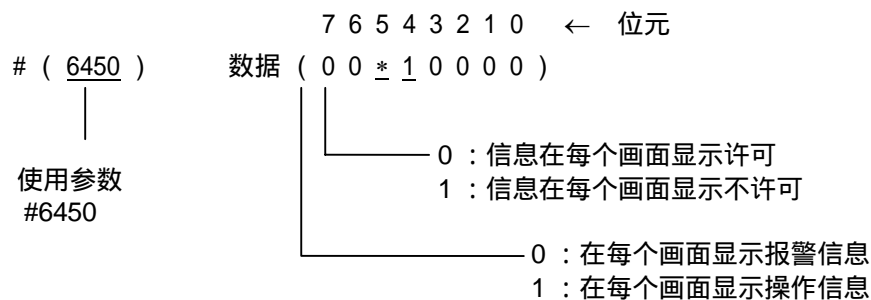 7 6 5 4 3 2 1 0 ← 位元
# ( 6450 ) 数据 ( 0 0 * 1 0 0 0 0 )
0 ：信息在每个画面显示许可
1 ：信息在每个画面显示不许可
使用参数
#6450
0 ：在每个画面显示报警信息
1 ：在每个画面显示操作信息